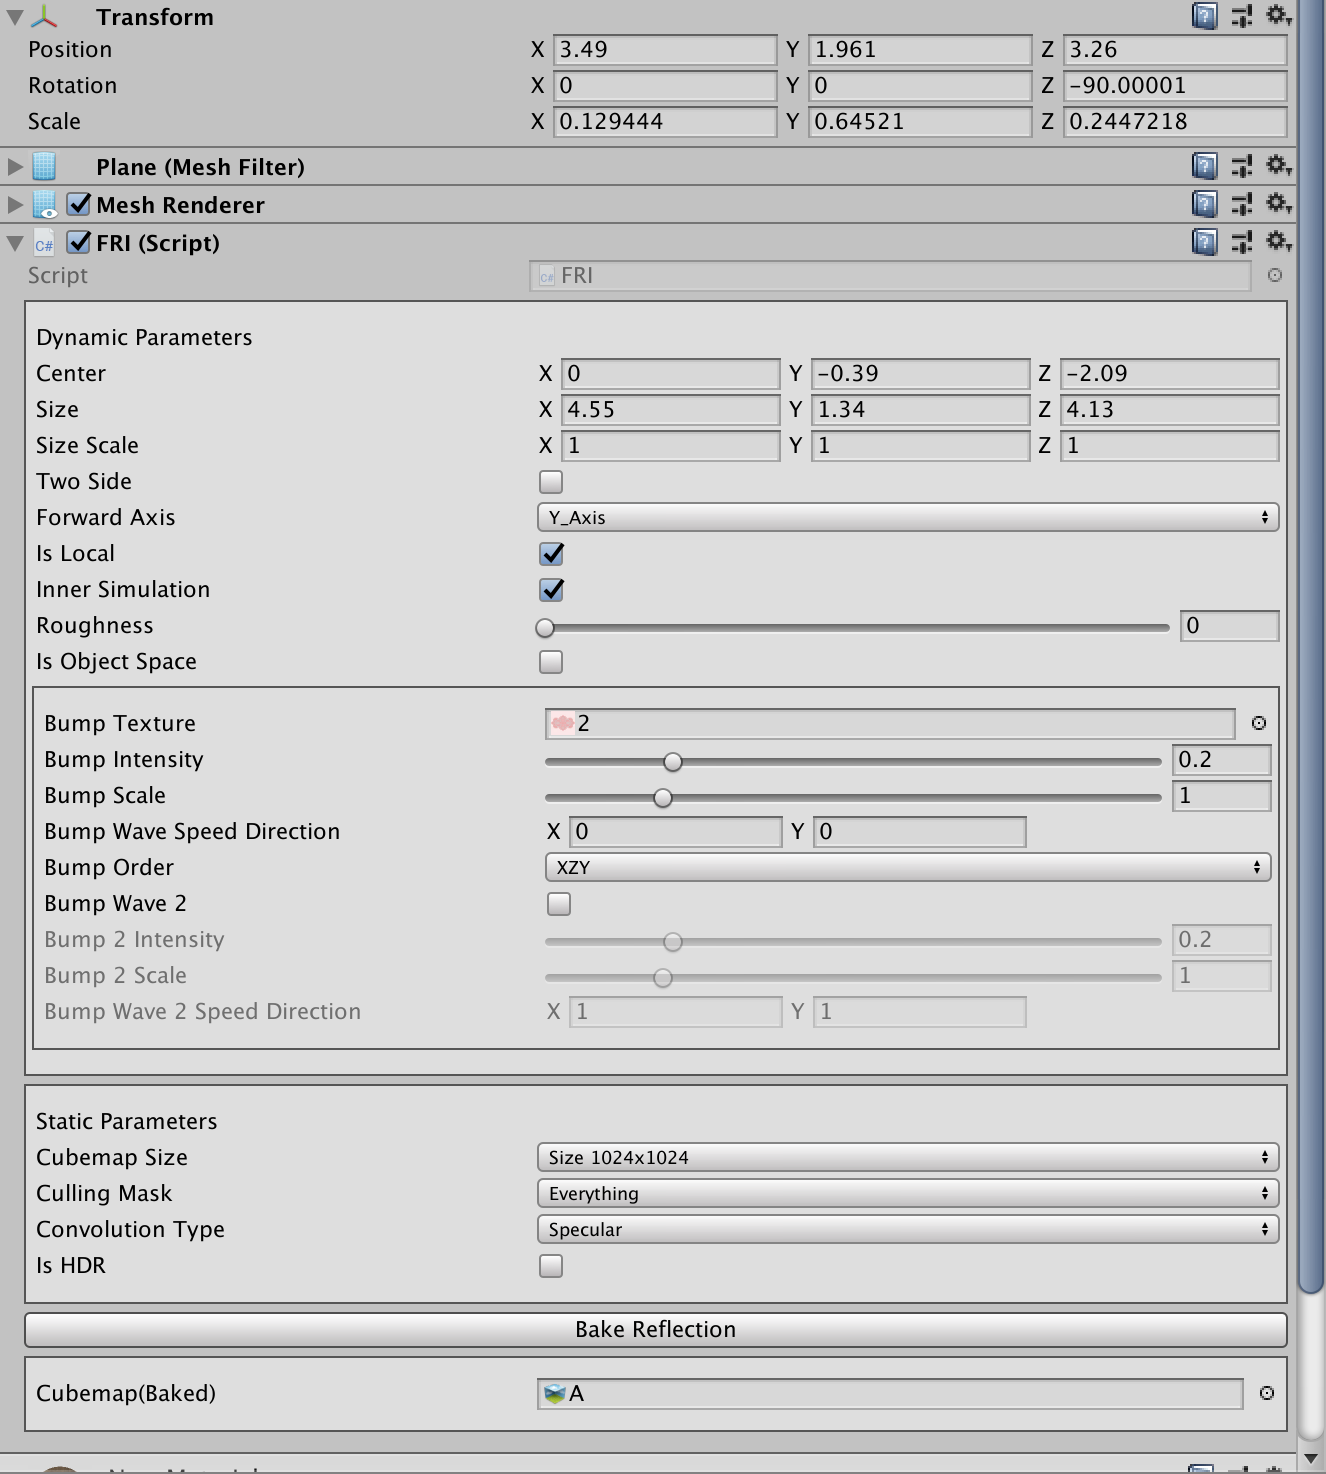 Transform
Position X 3.49 Y 1.961 Z 3.26
Rotation X 0 Y 0 Z -90.00001
Scale X 0.129444 Y 0.64521 Z 0.2447218
Plane (Mesh Filter)
Mesh Renderer
C# FRI (Script)
Script C# FRI
Dynamic Parameters
Center X 0 Y -0.39 Z -2.09
Size X 4.55 Y 1.34 Z 4.13
Size Scale X 1 Y 1 Z 1
Two Side
Forward Axis Y_Axis
Is Local
Inner Simulation
Roughness 0
Is Object Space
Bump Texture 2
Bump Intensity 0.2
Bump Scale 1
Bump Wave Speed Direction X 0 Y 0
Bump Order XZY
Bump Wave 2
Bump 2 Intensity 0.2
Bump 2 Scale 1
Bump Wave 2 Speed Direction X 1 Y 1
Static Parameters
Cubemap Size Size 1024x1024
Culling Mask Everything
Convolution Type Specular
Is HDR
Bake Reflection
Cubemap(Baked) A